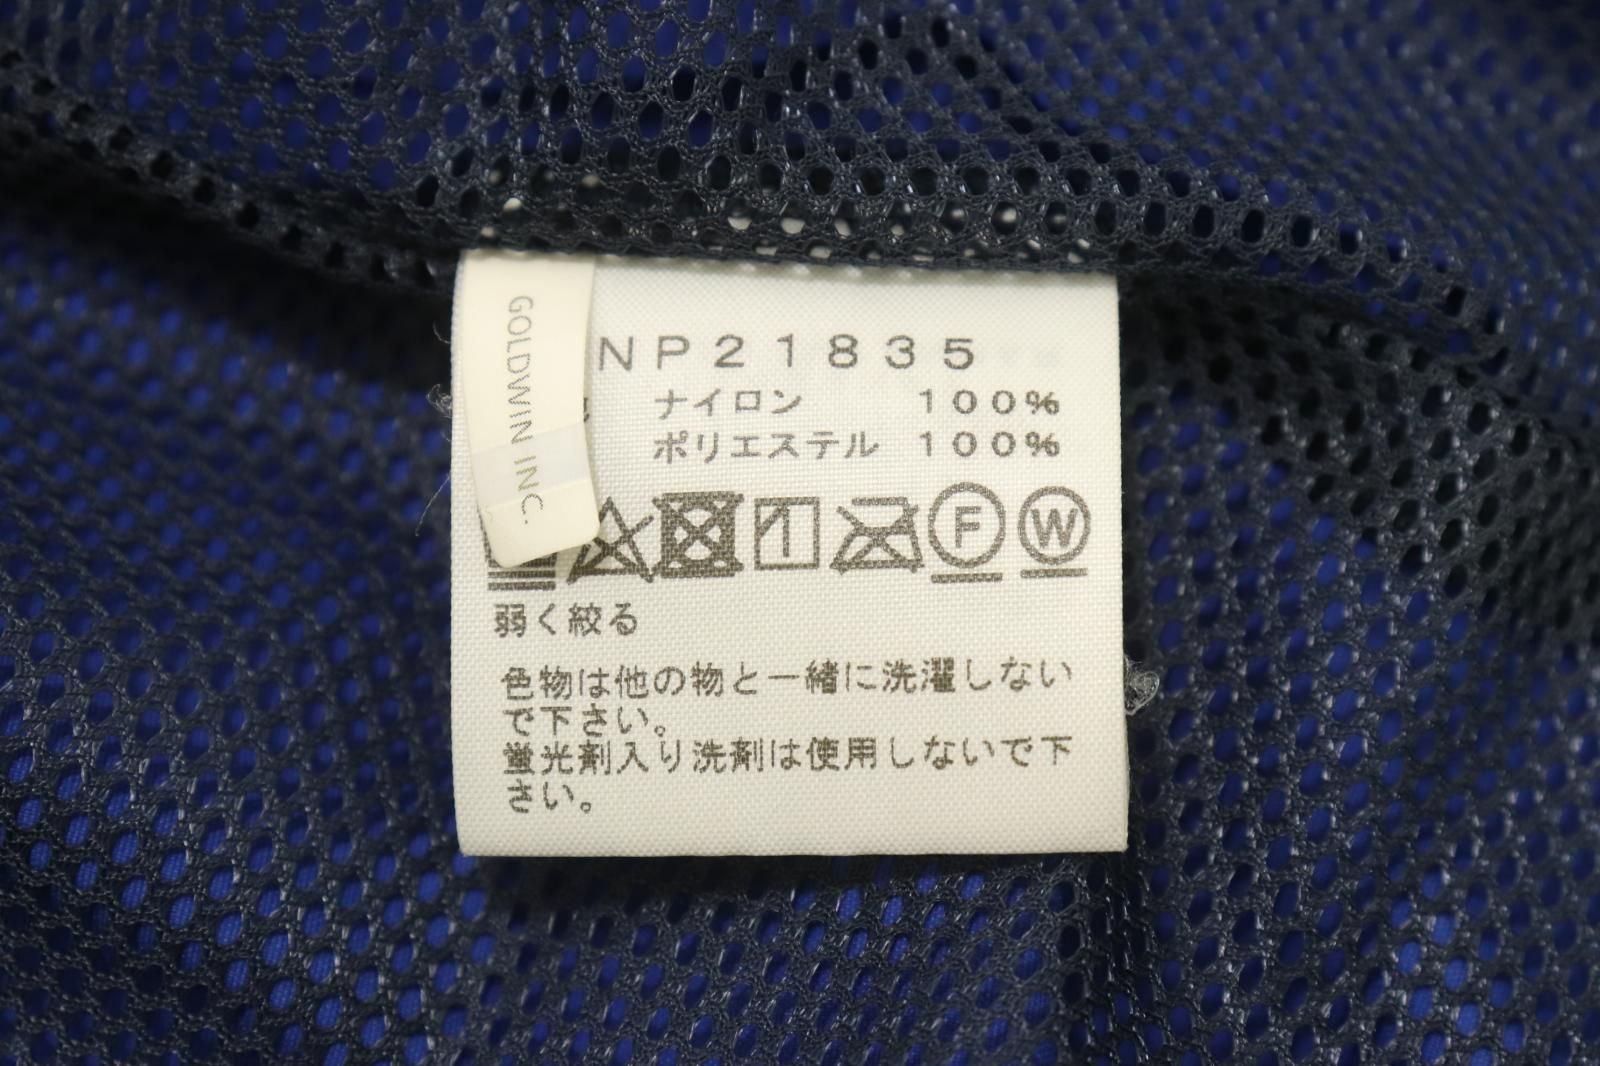 GOLDWIN INC.
NP21835
ナイロン 100%
ポリエステル 100%
F W
弱く絞る
色物は他の物と一緒に洗濯しない
で下さい。
蛍光剤入り洗剤は使用しないで下
さい。